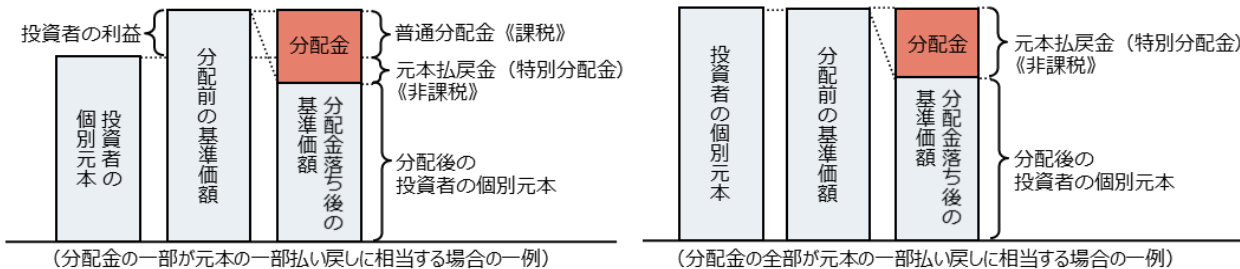 投資者の利益
投資者の
個別元本
分配前の基準価額
分配金
分配金落ち後の
基準価額
普通分配金《課税》
元本払戻金（特別分配金）
《非課税》
分配後の
投資者の個別元本
（分配金の一部が元本の一部払い戻しに相当する場合の一例）
投資者の個別元本
分配前の基準価額
分配金
分配金落ち後の
基準価額
元本払戻金（特別分配金）
《非課税》
分配後の
投資者の個別元本
（分配金の全部が元本の一部払い戻しに相当する場合の一例）